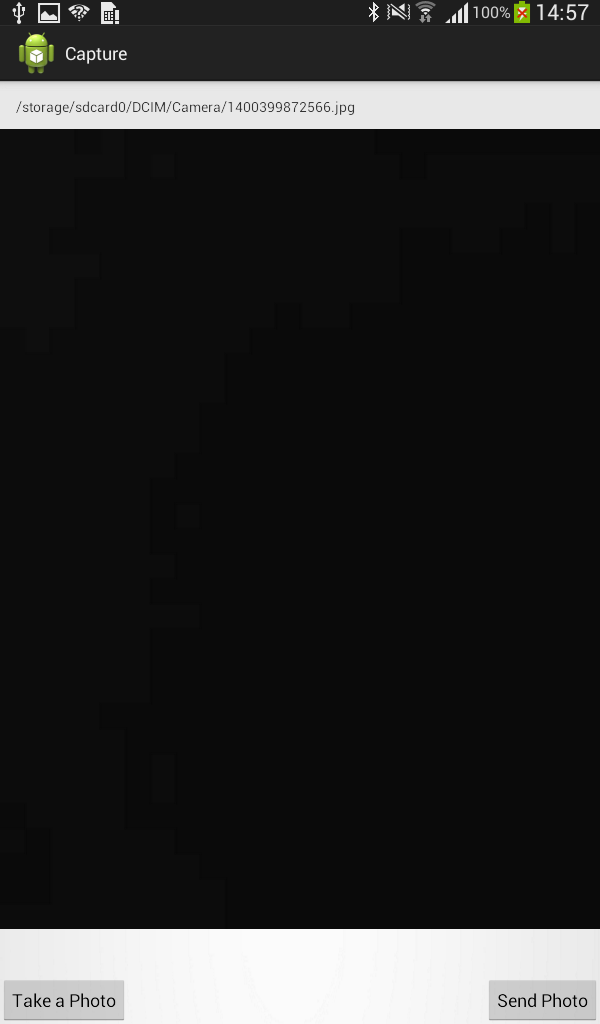 100% 14:57
Capture
/storage/sdcard0/DCIM/Camera/1400399872566.jpg
Take a Photo
Send Photo